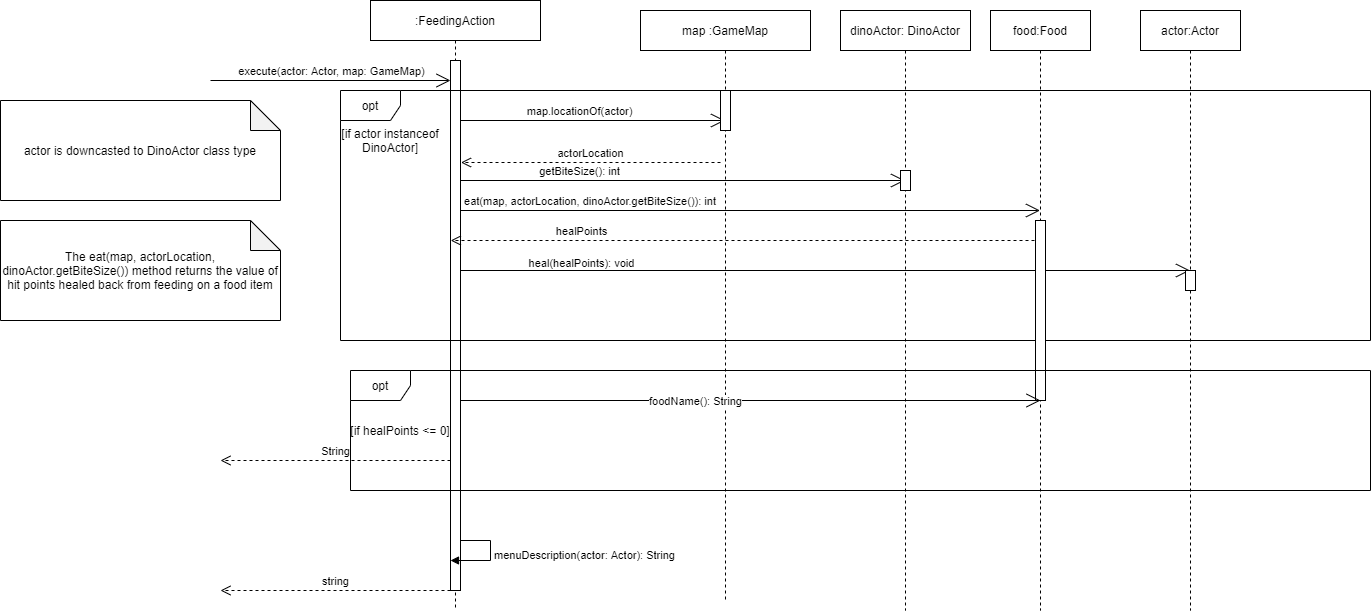 :FeedingAction
map :GameMap
dinoActor: DinoActor
food:Food
actor:Actor
execute(actor: Actor, map: GameMap)
opt
map.locationOf(actor)
[if actor instanceof
DinoActor]
actor is downcasted to DinoActor class type
actorLocation
getBiteSize(): int
eat(map, actorLocation, dinoActor.getBiteSize()): int
healPoints
The eat(map, actorLocation,
dinoActor.getBiteSize()) method returns the value of
hit points healed back from feeding on a food item
heal(healPoints): void
opt
foodName(): String
[if healPoints <= 0]
String
menuDescription(actor: Actor): String
string